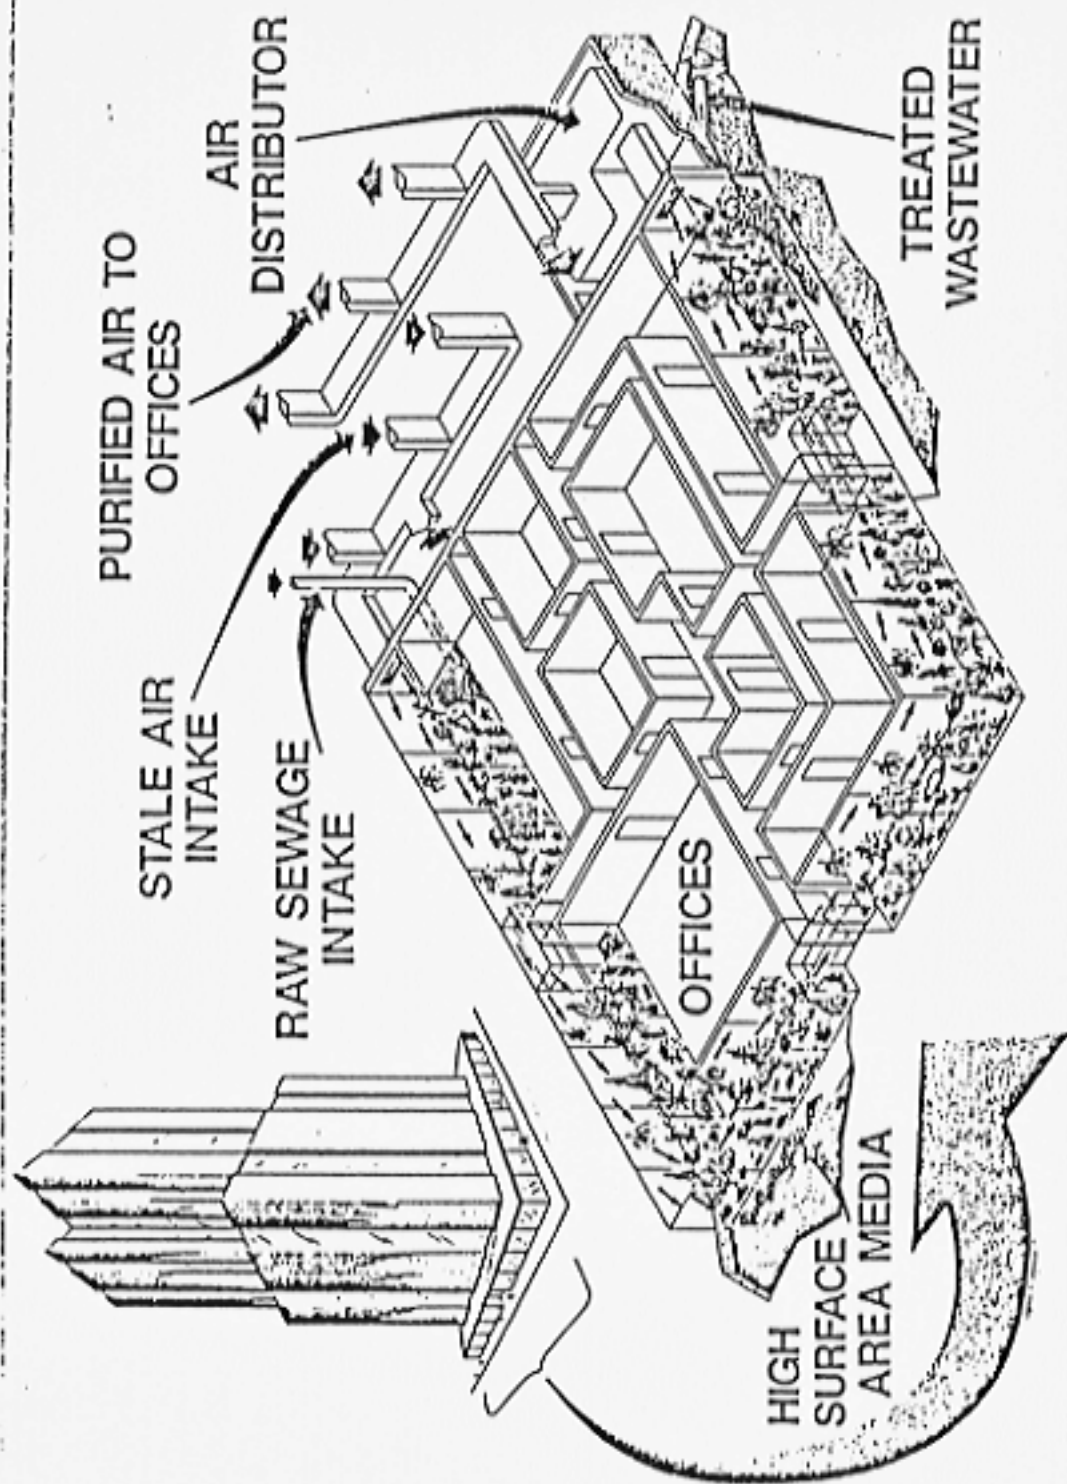 PURIFIED AIR TO
OFFICES
AIR
DISTRIBUTOR
STALE AIR
INTAKE
RAW SEWAGE
INTAKE
OFFICES
TREATED
WASTEWATER
HIGH
SURFACE
AREA MEDIA